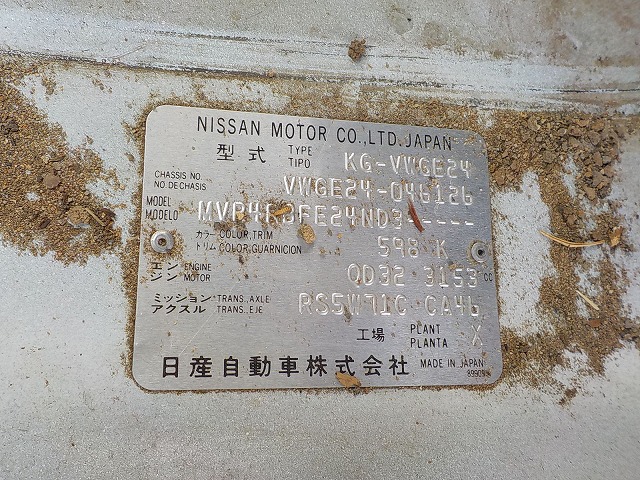 NISSAN MOTOR CO.,LTD.JAPAN
型式 TYPE TIPO KG-VWGE24
CHASSIS NO. NO DE CHASIS VWGE24-046126
MODEL MODELO
カラー COLOR,TRIM
トリム COLOR,GUARNICION 598 K
エンジン ENGINE MOTOR QD32 3153 cc
ミッション TRANS.,AXLE
アクスル TRANS.,EJE RS5W71C CA46
工場 PLANT PLANTA X
日産自動車株式会社 MADE IN JAPAN